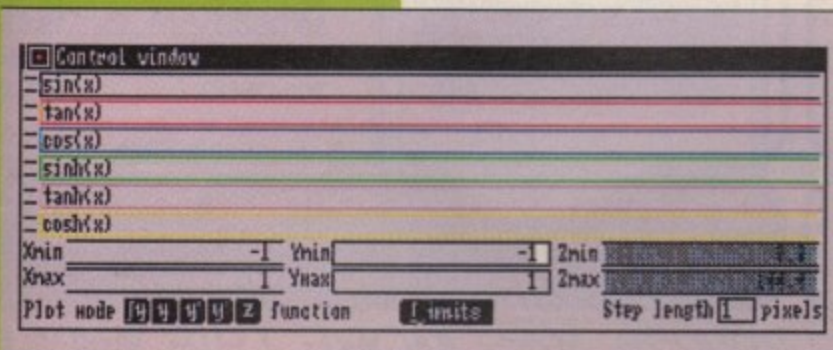 Control window
sin(x)
tan(x)
cos(x)
sinh(x)
tanh(x)
cosh(x)
Xmin -1 Ymin -1 Zmin
Xmax 1 Ymax 1 Zmax
Plot mode y y y z function Limits Step length 1 pixels